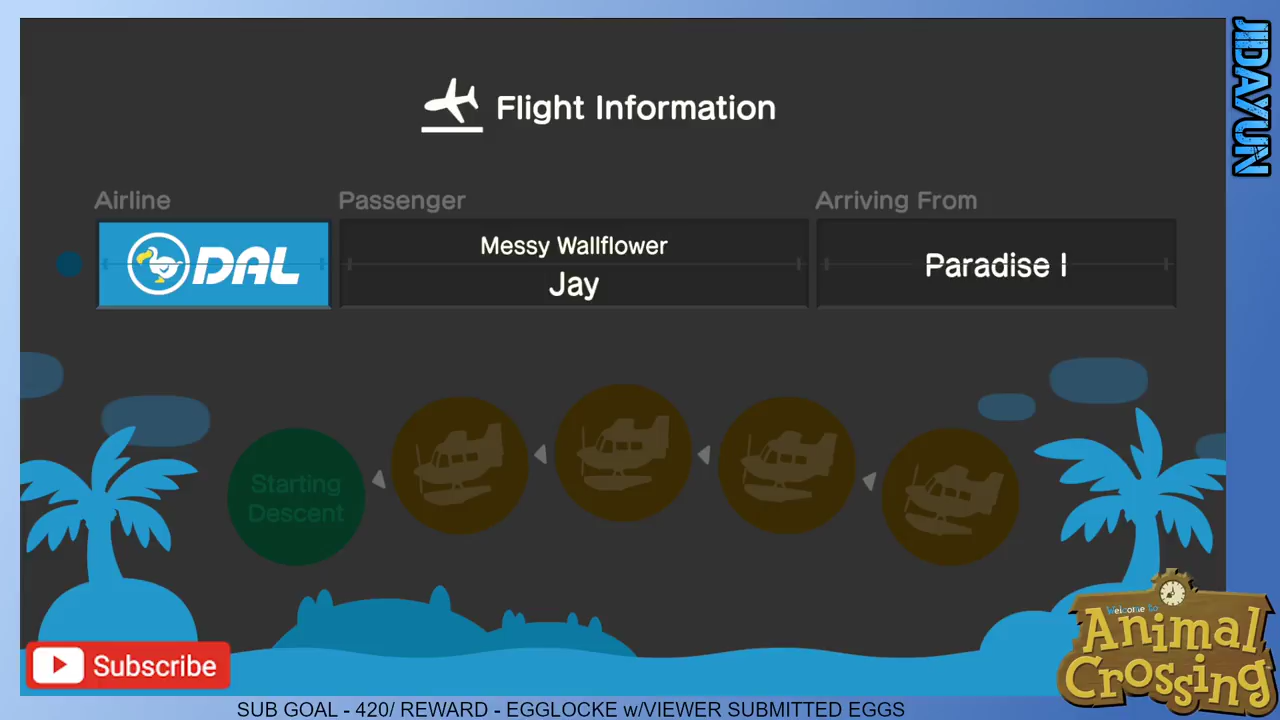 JIDAYUN
Flight Information
Airline
Passenger
Arriving From
DAL
Messy Wallflower
Jay
Paradise I
Starting
Descent
Welcome to
Animal
Crossing
Subscribe
SUB GOAL - 420/ REWARD - EGGLOCKE w/VIEWER SUBMITTED EGGS